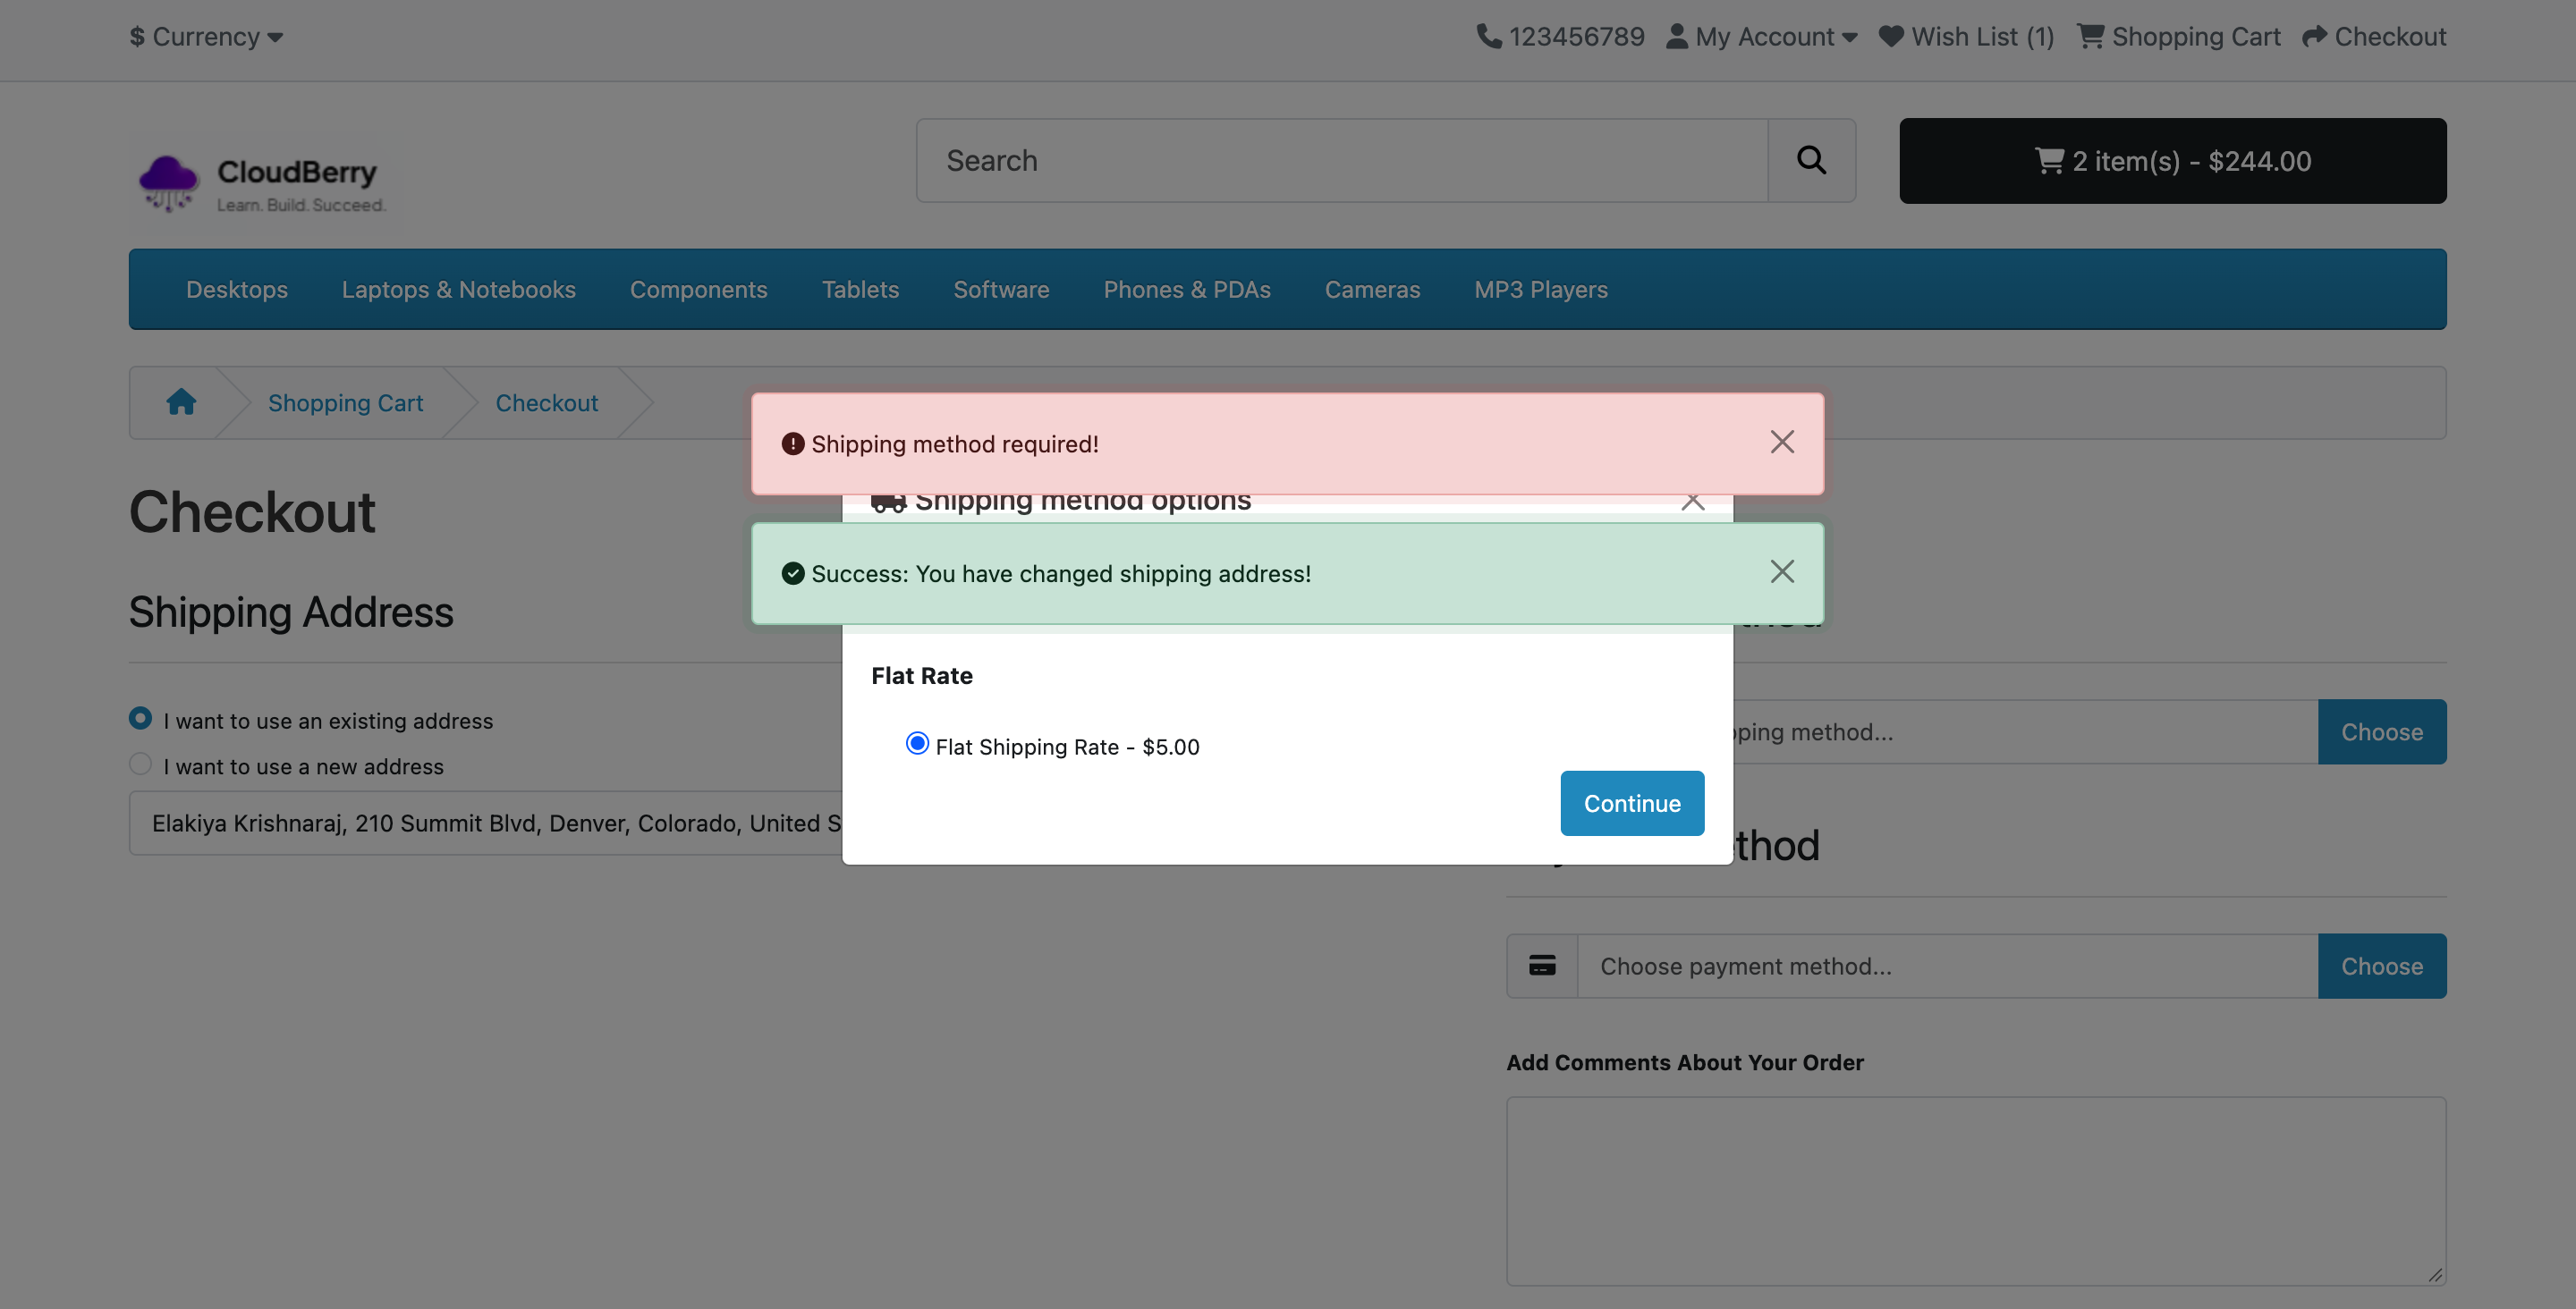 $ Currency
123456789 My Account Wish List (1) Shopping Cart Checkout
CloudBerry
Learn. Build. Succeed.
Search
2 item(s) - $244.00
Desktops Laptops & Notebooks Components Tablets Software Phones & PDAs Cameras MP3 Players
Shopping Cart Checkout
Shipping method required!
Shipping method options
Success: You have changed shipping address!
Checkout
Shipping Address
I want to use an existing address
I want to use a new address
Elakiya Krishnaraj, 210 Summit Blvd, Denver, Colorado, United S
Flat Rate
Flat Shipping Rate - $5.00
Continue
pping method...
Choose
thod
Choose payment method...
Choose
Add Comments About Your Order